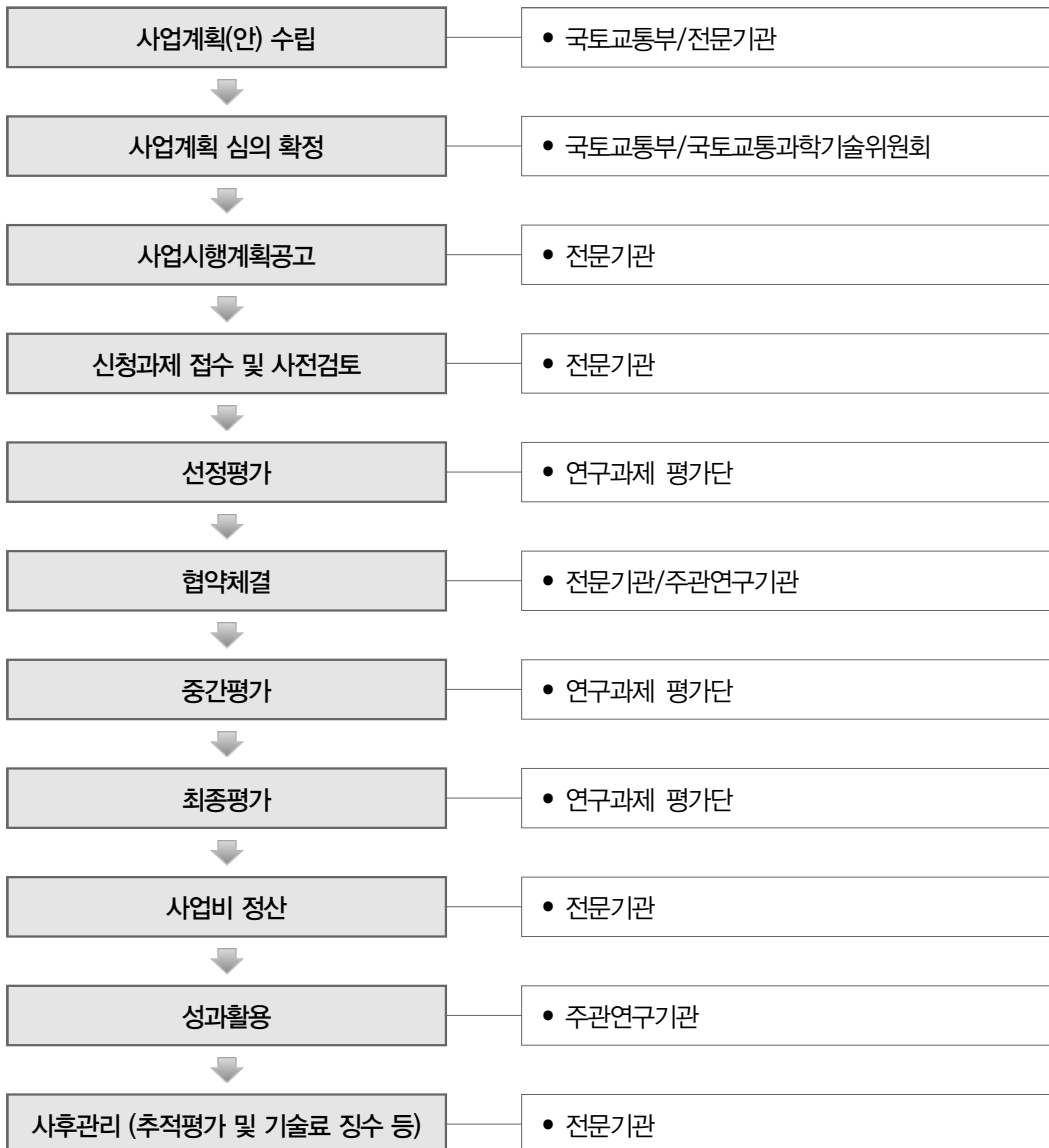 사업계획(안) 수립
• 국토교통부/전문기관
사업계획 심의 확정
• 국토교통부/국토교통과학기술위원회
사업시행계획공고
• 전문기관
신청과제 접수 및 사전검토
• 전문기관
선정평가
• 연구과제 평가단
협약체결
• 전문기관/주관연구기관
중간평가
• 연구과제 평가단
최종평가
• 연구과제 평가단
사업비 정산
• 전문기관
성과활용
• 주관연구기관
사후관리 (추적평가 및 기술료 징수 등)
• 전문기관